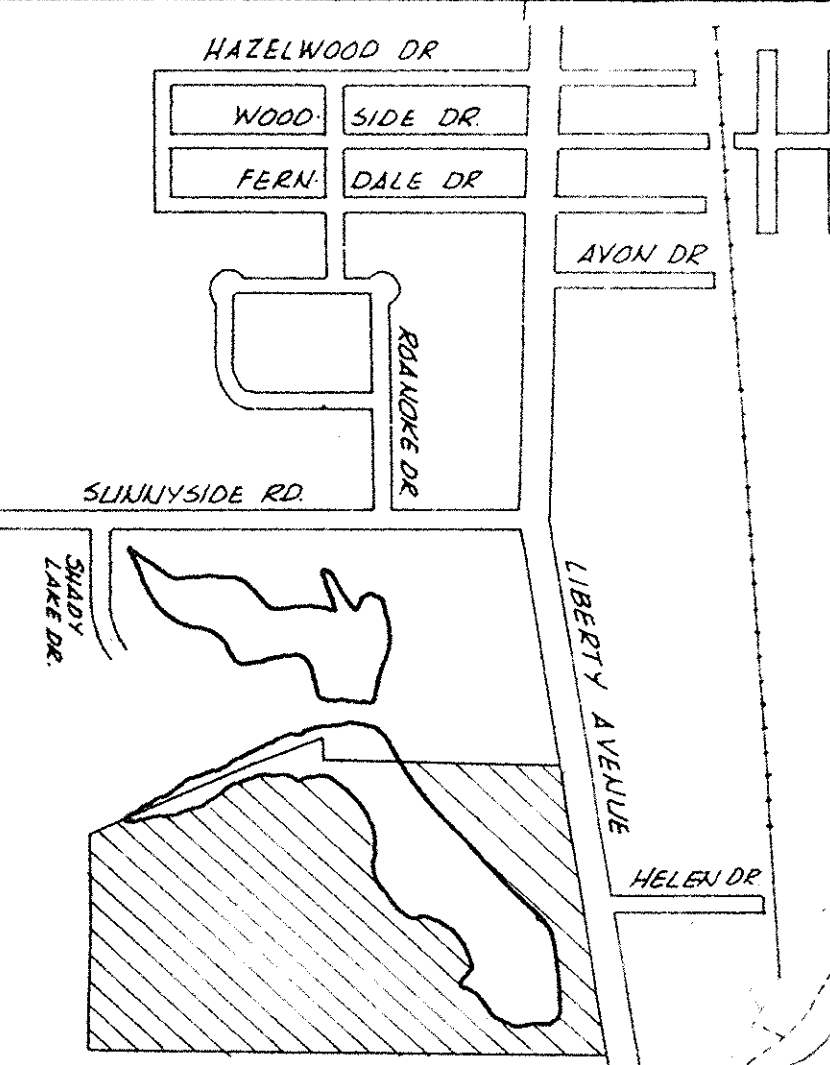 HAZELWOOD DR
WOOD- SIDE DR.
FERN- DALE DR
AVON DR
ROANOKE DR
SUNNYSIDE RD.
SHADY
LAKE DR.
LIBERTY AVENUE
HELEN DR